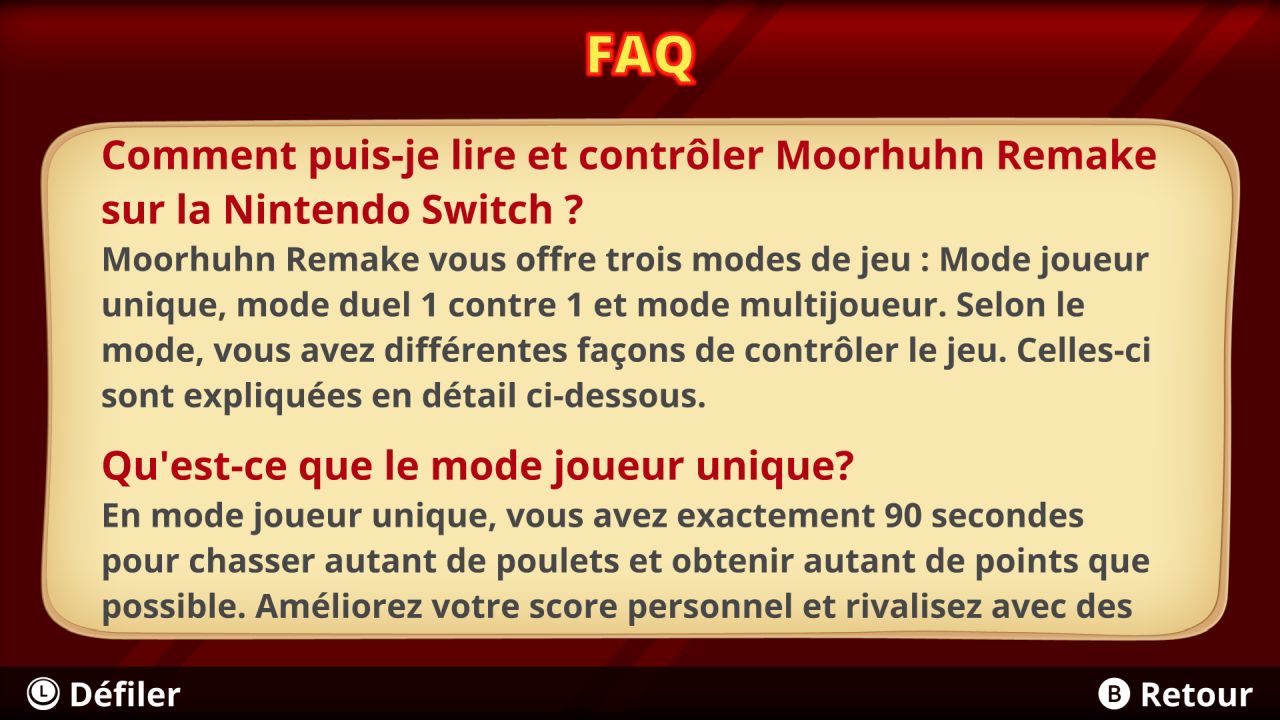 FAQ
Comment puis-je lire et contrôler Moorhuhn Remake
sur la Nintendo Switch ?
Moorhuhn Remake vous offre trois modes de jeu : Mode joueur
unique, mode duel 1 contre 1 et mode multijoueur. Selon le
mode, vous avez différentes façons de contrôler le jeu. Celles-ci
sont expliquées en détail ci-dessous.
Qu'est-ce que le mode joueur unique?
En mode joueur unique, vous avez exactement 90 secondes
pour chasser autant de poulets et obtenir autant de points que
possible. Améliorez votre score personnel et rivalisez avec des
L Défiler
B Retour